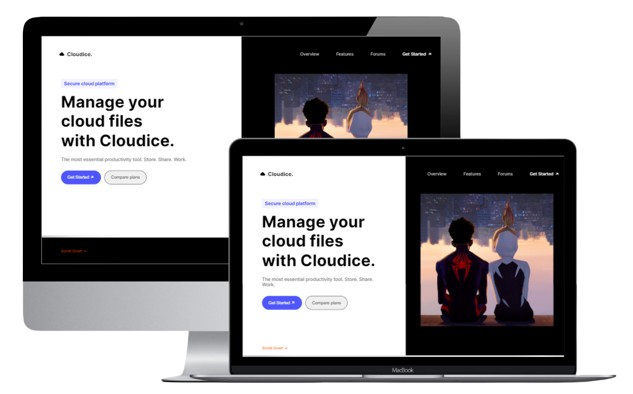 Cloudice.
Overview Features Forums Get Started
Secure cloud platform
Manage your
cloud files
with Cloudice.
The most essential productivity tool. Store. Share. Work.
Get Started Compare plans
Scroll Down
Cloudice.
Overview Features Forums Get Started
Secure cloud platform
Manage your
cloud files
with Cloudice.
The most essential productivity tool. Store. Share.
Work.
Get Started Compare plans
Scroll Down
MacBook